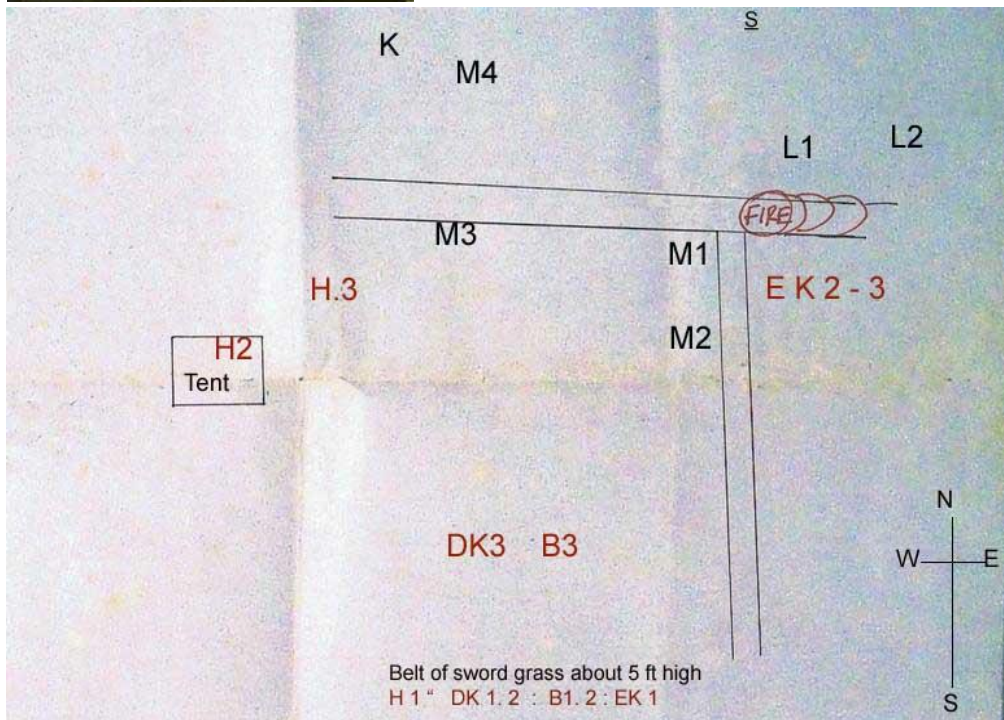 S
K
M4
L1
L2
FIRE
M3
M1
H.3
E K 2 - 3
H2
M2
Tent
N
DK3 B3
W E
Belt of sword grass about 5 ft high
H 1 “ DK 1. 2 : B1. 2 : EK 1
S